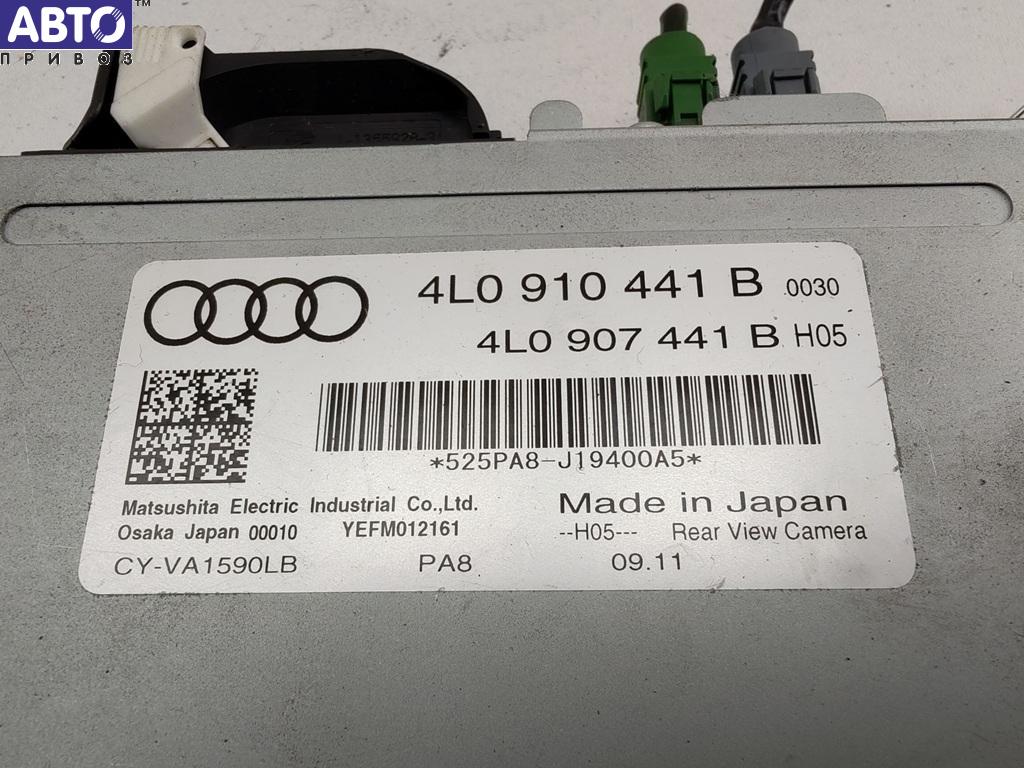 АВТО™
ПРИВОЗ
4L0 910 441 B 0030
4L0 907 441 B H05
*525PA8-J19400A5*
Matsushita Electric Industrial Co.,Ltd.
Made in Japan
Osaka Japan 00010 YEFM012161
--H05--- Rear View Camera
CY-VA1590LB PA8 09.11